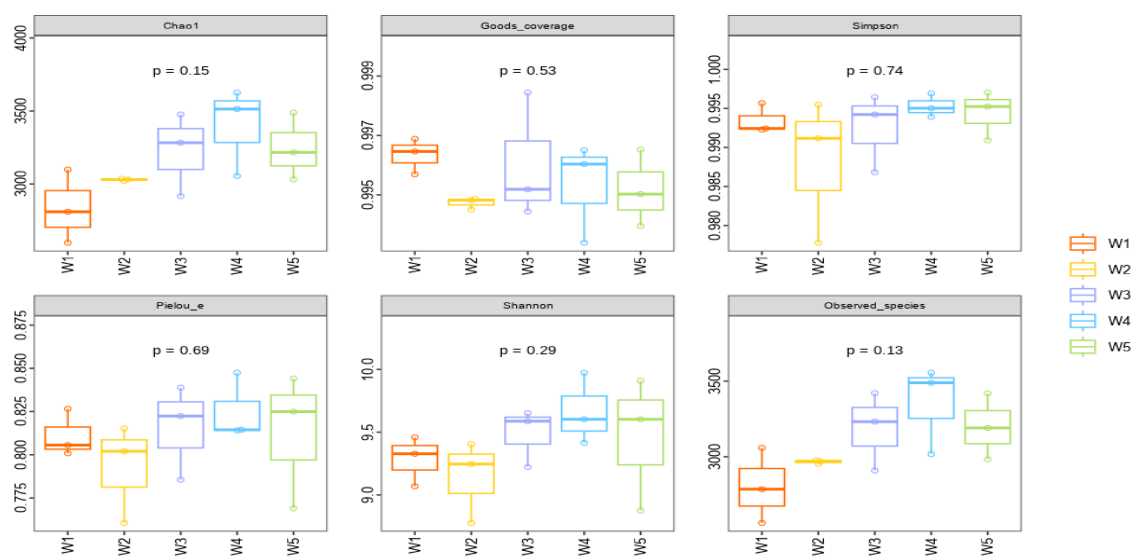 Chao1
Goods_coverage
Simpson
p = 0.15
p = 0.53
p = 0.74
4000
3500
3000
0.999
0.997
0.995
1.000
0.995
0.990
0.985
0.980
W1 W2 W3 W4 W5
W1 W2 W3 W4 W5
W1 W2 W3 W4 W5
Pielou_e
Shannon
Observed_species
p = 0.69
p = 0.29
p = 0.13
0.875
0.850
0.825
0.800
0.775
10.0
9.5
9.0
3500
3000
W1 W2 W3 W4 W5
W1 W2 W3 W4 W5
W1 W2 W3 W4 W5
W1
W2
W3
W4
W5